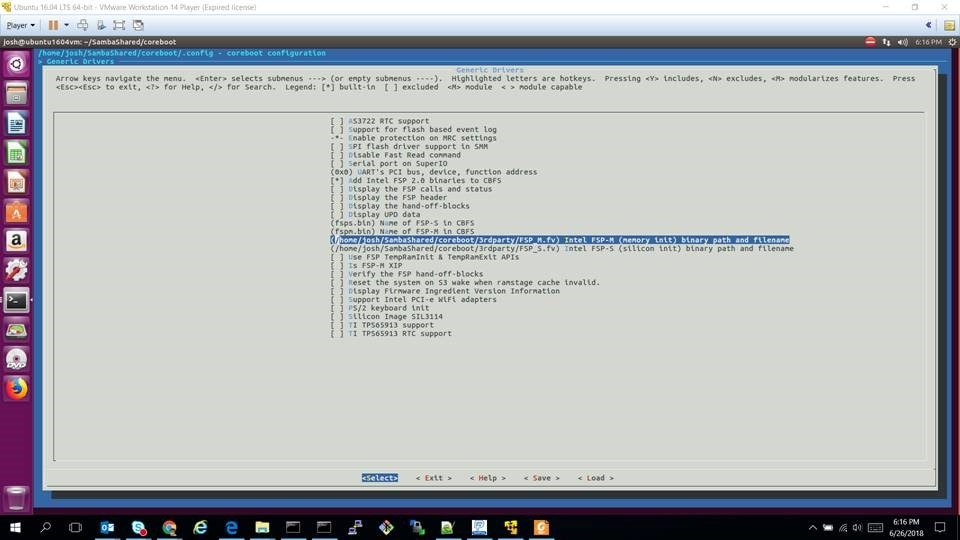 Ubuntu 16.04 LTS 64-bit - VMware Workstation 14 Player (Expired license)
Player
josh@ubuntu1604vm: ~/SambaShared/coreboot
6:16 PM
/home/josh/SambaShared/coreboot/.config - coreboot configuration
> Generic Drivers
Generic Drivers
Arrow keys navigate the menu. <Enter> selects submenus ---> (or empty submenus ----). Highlighted letters are hotkeys. Pressing <Y> includes, <N> excludes, <M> modularizes features. Press
<Esc><Esc> to exit, <?> for Help, </> for Search. Legend: [*] built-in [ ] excluded <M> module < > module capable
[ ] AS3722 RTC support
[ ] Support for flash based event log
-*- Enable protection on MRC settings
[ ] SPI flash driver support in SMM
[ ] Disable Fast Read command
[ ] Serial port on SuperIO
(0x0) UART's PCI bus, device, function address
[*] Add Intel FSP 2.0 binaries to CBFS
[ ] Display the FSP calls and status
[ ] Display the FSP header
[ ] Display the hand-off-blocks
[ ] Display UPD data
(fsps.bin) Name of FSP-S in CBFS
(fspm.bin) Name of FSP-M in CBFS
(/home/josh/SambaShared/coreboot/3rdparty/FSP_M.fv) Intel FSP-M (memory init) binary path and filename
(/home/josh/SambaShared/coreboot/3rdparty/FSP_S.fv) Intel FSP-S (silicon init) binary path and filename
[ ] Use FSP TempRamInit & TempRamExit APIs
[ ] Is FSP-M XIP
[ ] Verify the FSP hand-off-blocks
[ ] Reset the system on S3 wake when ramstage cache invalid.
[ ] Display Firmware Ingredient Version Information
[ ] Support Intel PCI-e WiFi adapters
[ ] PS/2 keyboard init
[ ] Silicon Image SIL3114
[ ] TI TPS65913 support
[ ] TI TPS65913 RTC support
<Select> < Exit > < Help > < Save > < Load >
6:16 PM
6/26/2018